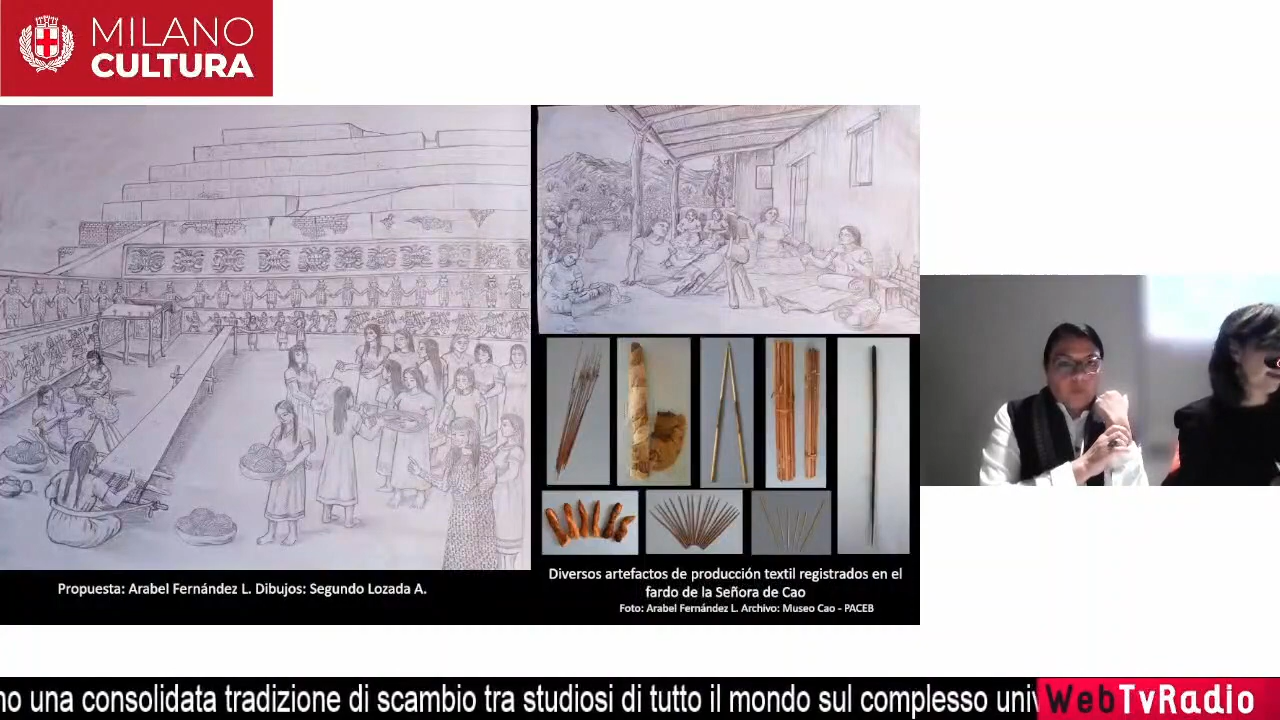 MILANO
CULTURA
Propuesta: Arabel Fernández L. Dibujos: Segundo Lozada A.
Diversos artefactos de producción textil registrados en el
fardo de la Señora de Cao
Foto: Arabel Fernández L. Archivo: Museo Cao - PACEB
no una consolidata tradizione di scambio tra studiosi di tutto il mondo sul complesso univ
WebTvRadio